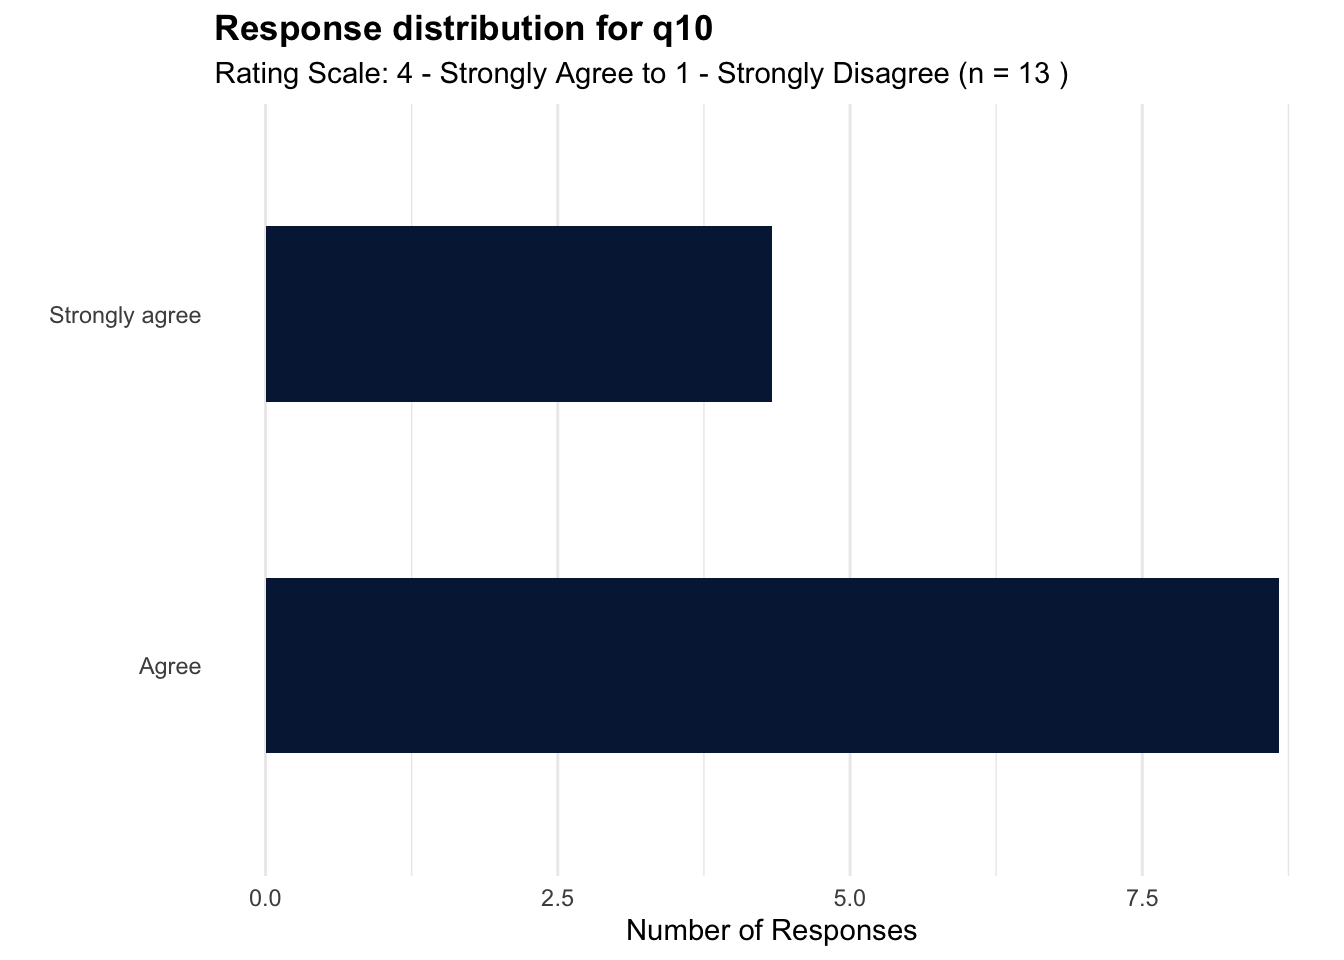 Response distribution for q10
Rating Scale: 4 - Strongly Agree to 1 - Strongly Disagree (n = 13 )
Strongly agree
Agree
0.0 2.5 5.0 7.5
Number of Responses